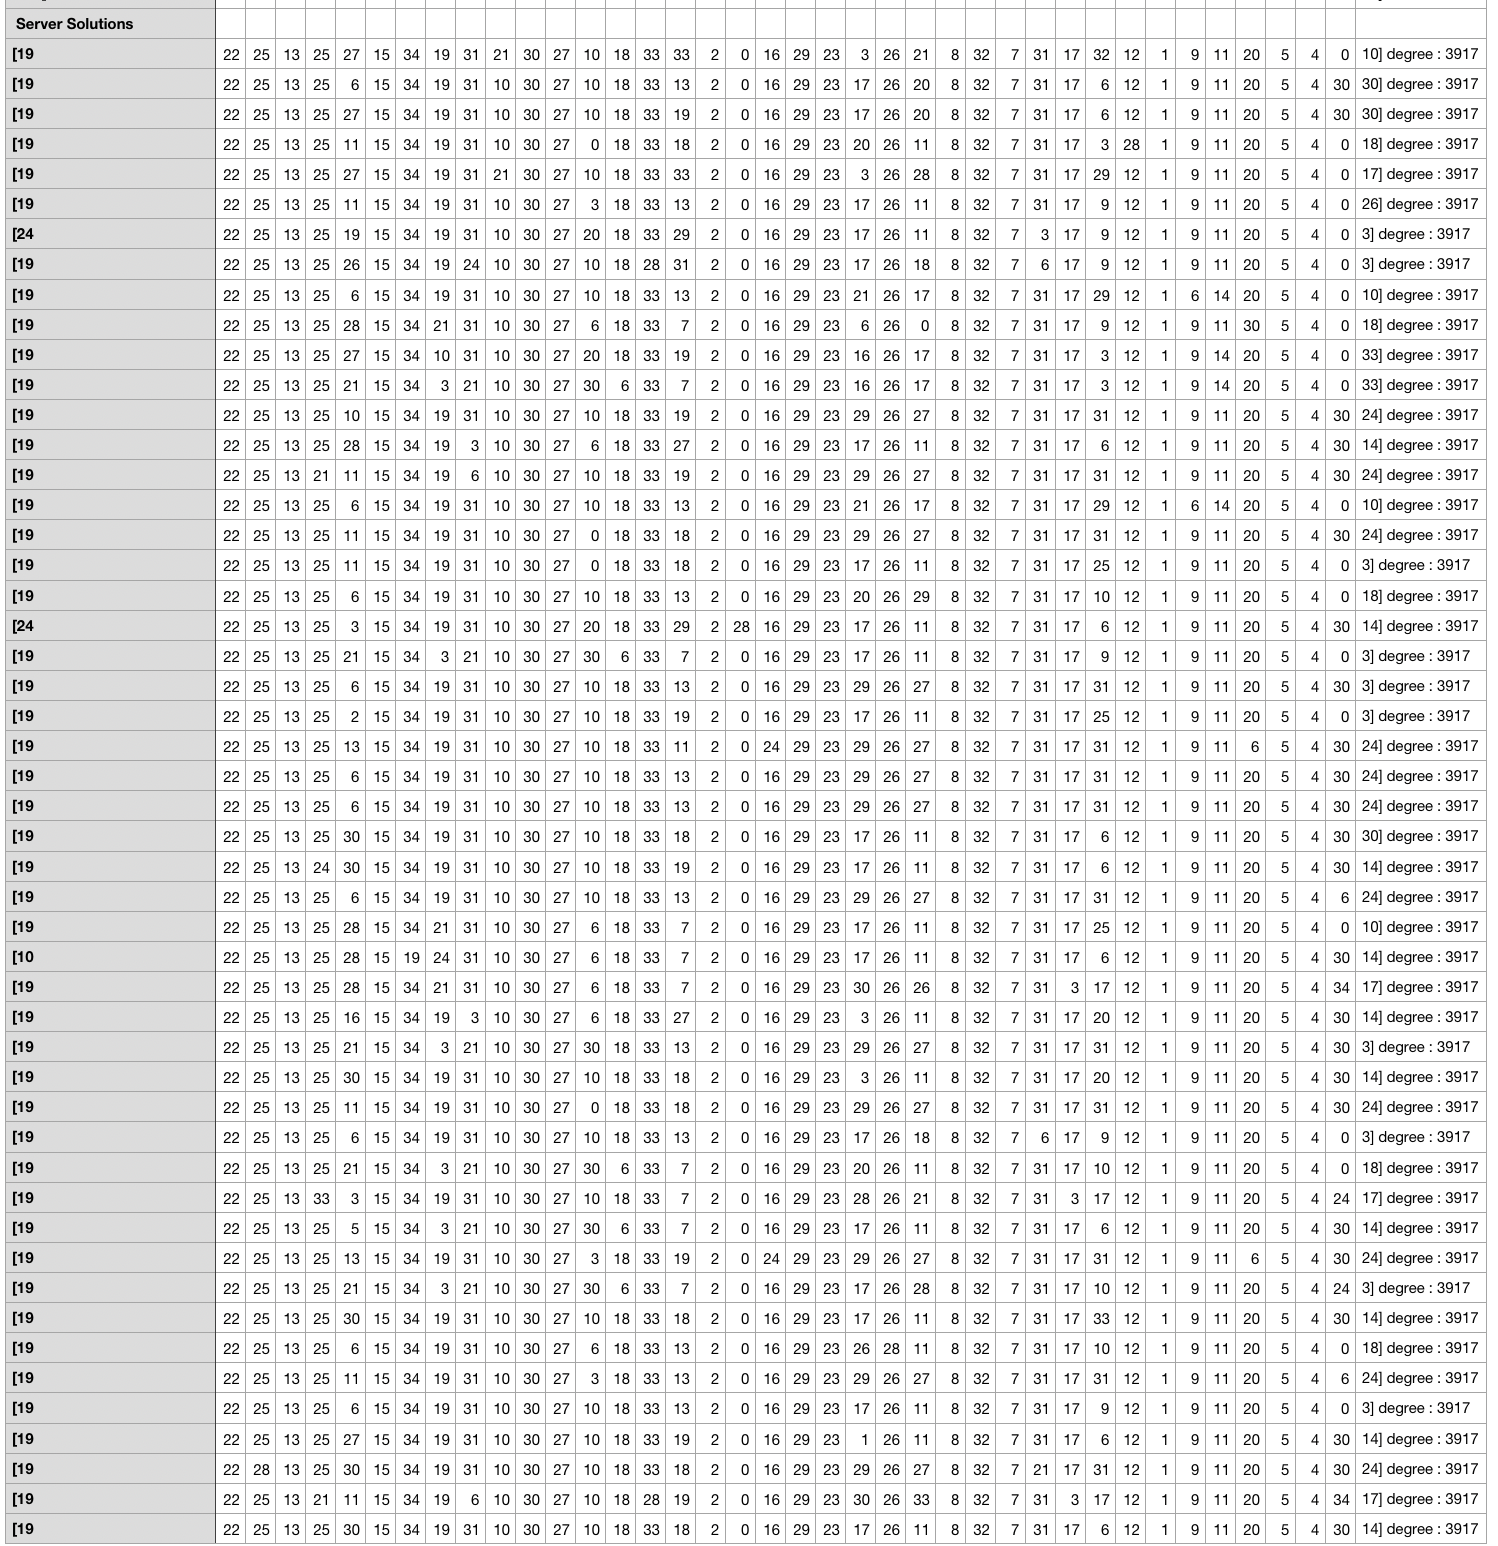 Server Solutions
[19 22 25 13 25 27 15 34 19 31 21 30 27 10 18 33 33 2 0 16 29 23 3 26 21 8 32 7 31 17 32 12 1 9 11 20 5 4 0 10] degree : 3917
[19 22 25 13 25 6 15 34 19 31 10 30 27 10 18 33 13 2 0 16 29 23 17 26 20 8 32 7 31 17 6 12 1 9 11 20 5 4 30 30] degree : 3917
[19 22 25 13 25 27 15 34 19 31 10 30 27 10 18 33 19 2 0 16 29 23 17 26 20 8 32 7 31 17 6 12 1 9 11 20 5 4 30 30] degree : 3917
[19 22 25 13 25 11 15 34 19 31 10 30 27 0 18 33 18 2 0 16 29 23 20 26 11 8 32 7 31 17 3 28 1 9 11 20 5 4 0 18] degree : 3917
[19 22 25 13 25 27 15 34 19 31 21 30 27 10 18 33 33 2 0 16 29 23 3 26 28 8 32 7 31 17 29 12 1 9 11 20 5 4 0 17] degree : 3917
[19 22 25 13 25 11 15 34 19 31 10 30 27 3 18 33 13 2 0 16 29 23 17 26 11 8 32 7 31 17 9 12 1 9 11 20 5 4 0 26] degree : 3917
[24 22 25 13 25 19 15 34 19 31 10 30 27 20 18 33 29 2 0 16 29 23 17 26 11 8 32 7 3 17 9 12 1 9 11 20 5 4 0 3] degree : 3917
[19 22 25 13 25 26 15 34 19 24 10 30 27 10 18 28 31 2 0 16 29 23 17 26 18 8 32 7 6 17 9 12 1 9 11 20 5 4 0 3] degree : 3917
[19 22 25 13 25 6 15 34 19 31 10 30 27 10 18 33 13 2 0 16 29 23 21 26 17 8 32 7 31 17 29 12 1 6 14 20 5 4 0 10] degree : 3917
[19 22 25 13 25 28 15 34 21 31 10 30 27 6 18 33 7 2 0 16 29 23 6 26 0 8 32 7 31 17 9 12 1 9 11 30 5 4 0 18] degree : 3917
[19 22 25 13 25 27 15 34 10 31 10 30 27 20 18 33 19 2 0 16 29 23 16 26 17 8 32 7 31 17 3 12 1 9 14 20 5 4 0 33] degree : 3917
[19 22 25 13 25 21 15 34 3 21 10 30 27 30 6 33 7 2 0 16 29 23 16 26 17 8 32 7 31 17 3 12 1 9 14 20 5 4 0 33] degree : 3917
[19 22 25 13 25 10 15 34 19 31 10 30 27 10 18 33 19 2 0 16 29 23 29 26 27 8 32 7 31 17 31 12 1 9 11 20 5 4 30 24] degree : 3917
[19 22 25 13 25 28 15 34 19 3 10 30 27 6 18 33 27 2 0 16 29 23 17 26 11 8 32 7 31 17 6 12 1 9 11 20 5 4 30 14] degree : 3917
[19 22 25 13 21 11 15 34 19 6 10 30 27 10 18 33 19 2 0 16 29 23 29 26 27 8 32 7 31 17 31 12 1 9 11 20 5 4 30 24] degree : 3917
[19 22 25 13 25 6 15 34 19 31 10 30 27 10 18 33 13 2 0 16 29 23 21 26 17 8 32 7 31 17 29 12 1 6 14 20 5 4 0 10] degree : 3917
[19 22 25 13 25 11 15 34 19 31 10 30 27 0 18 33 18 2 0 16 29 23 29 26 27 8 32 7 31 17 31 12 1 9 11 20 5 4 30 24] degree : 3917
[19 22 25 13 25 11 15 34 19 31 10 30 27 0 18 33 18 2 0 16 29 23 17 26 11 8 32 7 31 17 25 12 1 9 11 20 5 4 0 3] degree : 3917
[19 22 25 13 25 6 15 34 19 31 10 30 27 10 18 33 13 2 0 16 29 23 20 26 29 8 32 7 31 17 10 12 1 9 11 20 5 4 0 18] degree : 3917
[24 22 25 13 25 3 15 34 19 31 10 30 27 20 18 33 29 2 28 16 29 23 17 26 11 8 32 7 31 17 6 12 1 9 11 20 5 4 30 14] degree : 3917
[19 22 25 13 25 21 15 34 3 21 10 30 27 30 6 33 7 2 0 16 29 23 17 26 11 8 32 7 31 17 9 12 1 9 11 20 5 4 0 3] degree : 3917
[19 22 25 13 25 6 15 34 19 31 10 30 27 10 18 33 13 2 0 16 29 23 29 26 27 8 32 7 31 17 31 12 1 9 11 20 5 4 30 3] degree : 3917
[19 22 25 13 25 2 15 34 19 31 10 30 27 10 18 33 19 2 0 16 29 23 17 26 11 8 32 7 31 17 25 12 1 9 11 20 5 4 0 3] degree : 3917
[19 22 25 13 25 13 15 34 19 31 10 30 27 10 18 33 11 2 0 24 29 23 29 26 27 8 32 7 31 17 31 12 1 9 11 6 5 4 30 24] degree : 3917
[19 22 25 13 25 6 15 34 19 31 10 30 27 10 18 33 13 2 0 16 29 23 29 26 27 8 32 7 31 17 31 12 1 9 11 20 5 4 30 24] degree : 3917
[19 22 25 13 25 6 15 34 19 31 10 30 27 10 18 33 13 2 0 16 29 23 29 26 27 8 32 7 31 17 31 12 1 9 11 20 5 4 30 24] degree : 3917
[19 22 25 13 25 30 15 34 19 31 10 30 27 10 18 33 18 2 0 16 29 23 17 26 11 8 32 7 31 17 6 12 1 9 11 20 5 4 30 30] degree : 3917
[19 22 25 13 24 30 15 34 19 31 10 30 27 10 18 33 19 2 0 16 29 23 17 26 11 8 32 7 31 17 6 12 1 9 11 20 5 4 30 14] degree : 3917
[19 22 25 13 25 6 15 34 19 31 10 30 27 10 18 33 13 2 0 16 29 23 29 26 27 8 32 7 31 17 31 12 1 9 11 20 5 4 6 24] degree : 3917
[19 22 25 13 25 28 15 34 21 31 10 30 27 6 18 33 7 2 0 16 29 23 17 26 11 8 32 7 31 17 25 12 1 9 11 20 5 4 0 10] degree : 3917
[10 22 25 13 25 28 15 19 24 31 10 30 27 6 18 33 7 2 0 16 29 23 17 26 11 8 32 7 31 17 6 12 1 9 11 20 5 4 30 14] degree : 3917
[19 22 25 13 25 28 15 34 21 31 10 30 27 6 18 33 7 2 0 16 29 23 30 26 26 8 32 7 31 3 17 12 1 9 11 20 5 4 34 17] degree : 3917
[19 22 25 13 25 16 15 34 19 3 10 30 27 6 18 33 27 2 0 16 29 23 3 26 11 8 32 7 31 17 20 12 1 9 11 20 5 4 30 14] degree : 3917
[19 22 25 13 25 21 15 34 3 21 10 30 27 30 18 33 13 2 0 16 29 23 29 26 27 8 32 7 31 17 31 12 1 9 11 20 5 4 30 3] degree : 3917
[19 22 25 13 25 30 15 34 19 31 10 30 27 10 18 33 18 2 0 16 29 23 3 26 11 8 32 7 31 17 20 12 1 9 11 20 5 4 30 14] degree : 3917
[19 22 25 13 25 11 15 34 19 31 10 30 27 0 18 33 18 2 0 16 29 23 29 26 27 8 32 7 31 17 31 12 1 9 11 20 5 4 30 24] degree : 3917
[19 22 25 13 25 6 15 34 19 31 10 30 27 10 18 33 13 2 0 16 29 23 17 26 18 8 32 7 6 17 9 12 1 9 11 20 5 4 0 3] degree : 3917
[19 22 25 13 25 21 15 34 3 21 10 30 27 30 6 33 7 2 0 16 29 23 20 26 11 8 32 7 31 17 10 12 1 9 11 20 5 4 0 18] degree : 3917
[19 22 25 13 33 3 15 34 19 31 10 30 27 10 18 33 7 2 0 16 29 23 28 26 21 8 32 7 31 3 17 12 1 9 11 20 5 4 24 17] degree : 3917
[19 22 25 13 25 5 15 34 3 21 10 30 27 30 6 33 7 2 0 16 29 23 17 26 11 8 32 7 31 17 6 12 1 9 11 20 5 4 30 14] degree : 3917
[19 22 25 13 25 13 15 34 19 31 10 30 27 3 18 33 19 2 0 24 29 23 29 26 27 8 32 7 31 17 31 12 1 9 11 6 5 4 30 24] degree : 3917
[19 22 25 13 25 21 15 34 3 21 10 30 27 30 6 33 7 2 0 16 29 23 17 26 28 8 32 7 31 17 10 12 1 9 11 20 5 4 24 3] degree : 3917
[19 22 25 13 25 30 15 34 19 31 10 30 27 10 18 33 18 2 0 16 29 23 17 26 11 8 32 7 31 17 33 12 1 9 11 20 5 4 30 14] degree : 3917
[19 22 25 13 25 6 15 34 19 31 10 30 27 6 18 33 13 2 0 16 29 23 26 28 11 8 32 7 31 17 10 12 1 9 11 20 5 4 0 18] degree : 3917
[19 22 25 13 25 11 15 34 19 31 10 30 27 3 18 33 13 2 0 16 29 23 29 26 27 8 32 7 31 17 31 12 1 9 11 20 5 4 6 24] degree : 3917
[19 22 25 13 25 6 15 34 19 31 10 30 27 10 18 33 13 2 0 16 29 23 17 26 11 8 32 7 31 17 9 12 1 9 11 20 5 4 0 3] degree : 3917
[19 22 25 13 25 27 15 34 19 31 10 30 27 10 18 33 19 2 0 16 29 23 1 26 11 8 32 7 31 17 6 12 1 9 11 20 5 4 30 14] degree : 3917
[19 22 28 13 25 30 15 34 19 31 10 30 27 10 18 33 18 2 0 16 29 23 29 26 27 8 32 7 21 17 31 12 1 9 11 20 5 4 30 24] degree : 3917
[19 22 25 13 21 11 15 34 19 6 10 30 27 10 18 28 19 2 0 16 29 23 30 26 33 8 32 7 31 3 17 12 1 9 11 20 5 4 34 17] degree : 3917
[19 22 25 13 25 30 15 34 19 31 10 30 27 10 18 33 18 2 0 16 29 23 17 26 11 8 32 7 31 17 6 12 1 9 11 20 5 4 30 14] degree : 3917